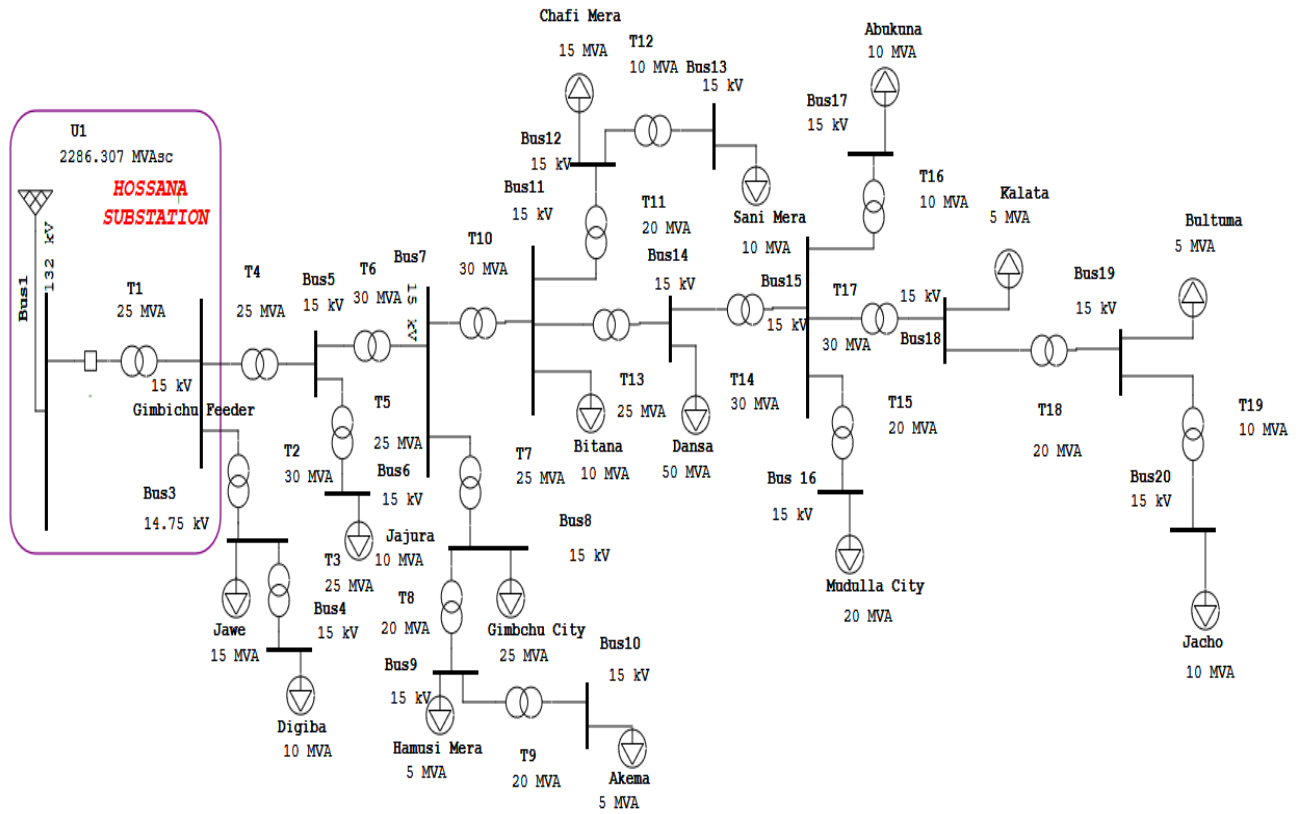 Chafi Mera
15 MVA
T12
10 MVA
Bus13
15 kV
Abukuna
10 MVA
Bus17
15 kV
U1
2286.307 MVAsc
HOSSANA
SUBSTATION
Bus1
132 kV
T1
25 MVA
15 kV
Gimbichu Feeder
T4
25 MVA
Bus5
15 kV
T6
30 MVA
Bus7
15 kV
T10
30 MVA
Bus12
15 kV
Bus11
15 kV
T11
20 MVA
Sani Mera
10 MVA
Bus14
15 kV
Bus15
15 kV
T16
10 MVA
Kalata
5 MVA
T17
30 MVA
15 kV
Bus18
Bus19
15 kV
Bultuma
5 MVA
Bus3
14.75 kV
T2
30 MVA
T5
25 MVA
Bus6
15 kV
Jajura
10 MVA
T3
25 MVA
Bus4
15 kV
Jawe
15 MVA
Digiba
10 MVA
T7
25 MVA
Bitana
10 MVA
T13
25 MVA
Dansa
50 MVA
T14
30 MVA
T15
20 MVA
Bus 16
15 kV
Mudulla City
20 MVA
T18
20 MVA
T19
10 MVA
Bus20
15 kV
Jacho
10 MVA
Bus8
15 kV
T8
20 MVA
Gimbchu City
25 MVA
Bus9
15 kV
Hamusi Mera
5 MVA
T9
20 MVA
Bus10
15 kV
Akema
5 MVA